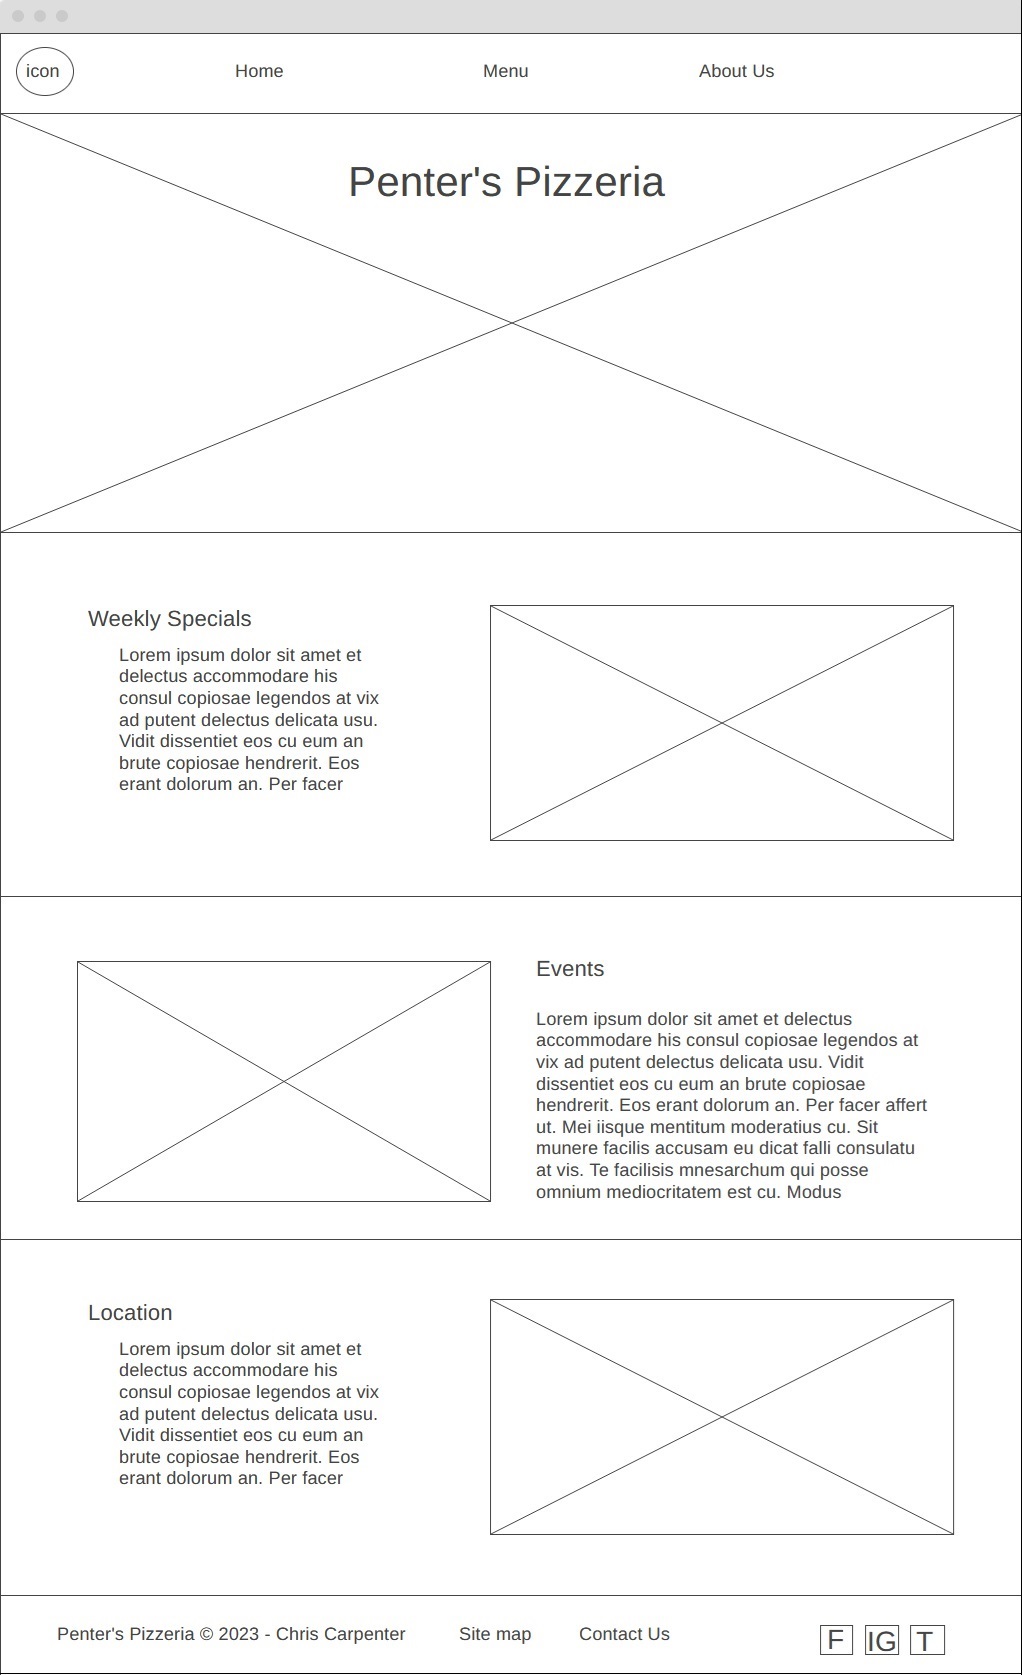 icon
Home
Menu
About Us
Penter's Pizzeria
Weekly Specials
Lorem ipsum dolor sit amet et
delectus accommodare his
consul copiosae legendos at vix
ad putent delectus delicata usu.
Vidit dissentiet eos cu eum an
brute copiosae hendrerit. Eos
erant dolorum an. Per facer
Events
Lorem ipsum dolor sit amet et delectus
accommodare his consul copiosae legendos at
vix ad putent delectus delicata usu. Vidit
dissentiet eos cu eum an brute copiosae
hendrerit. Eos erant dolorum an. Per facer affert
ut. Mei iisque mentitum moderatius cu. Sit
munere facilis accusam eu dicat falli consulatu
at vis. Te facilisis mnesarchum qui posse
omnium mediocritatem est cu. Modus
Location
Lorem ipsum dolor sit amet et
delectus accommodare his
consul copiosae legendos at vix
ad putent delectus delicata usu.
Vidit dissentiet eos cu eum an
brute copiosae hendrerit. Eos
erant dolorum an. Per facer
Penter's Pizzeria © 2023 - Chris Carpenter
Site map
Contact Us
F
IG
T